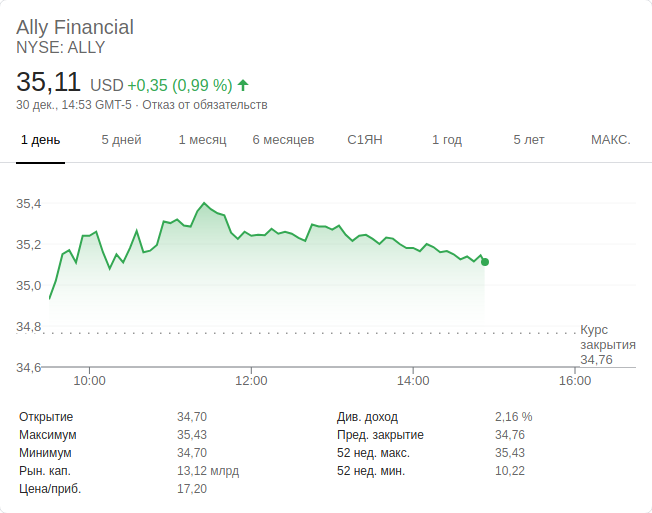 Ally Financial
NYSE: ALLY
35,11 USD +0,35 (0,99 %)
30 дек., 14:53 GMT-5 · Отказ от обязательств
1 день 5 дней 1 месяц 6 месяцев С1ЯН 1 год 5 лет МАКС.
35,4
35,2
35,0
34,8
Курс
закрытия
34,76
34,6
10:00 12:00 14:00 16:00
Открытие 34,70 Див. доход 2,16 %
Максимум 35,43 Пред. закрытие 34,76
Минимум 34,70 52 нед. макс. 35,43
Рын. кап. 13,12 млрд 52 нед. мин. 10,22
Цена/приб. 17,20